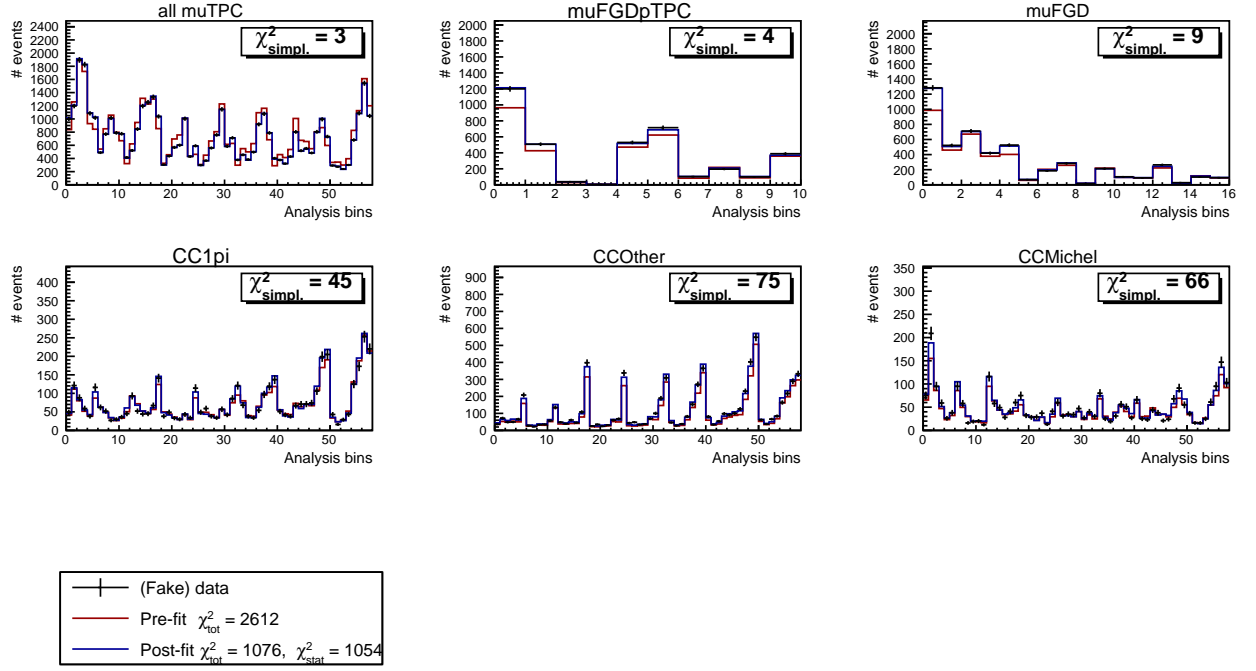 all muTPC
χ²simpl. = 3
# events
2400
2200
2000
1800
1600
1400
1200
1000
800
600
400
200
0
0 10 20 30 40 50
Analysis bins
muFGDpTPC
χ²simpl. = 4
# events
2000
1800
1600
1400
1200
1000
800
600
400
200
0
0 1 2 3 4 5 6 7 8 9 10
Analysis bins
muFGD
χ²simpl. = 9
# events
2000
1800
1600
1400
1200
1000
800
600
400
200
0
0 2 4 6 8 10 12 14 16
Analysis bins
CC1pi
χ²simpl. = 45
# events
400
350
300
250
200
150
100
50
0
0 10 20 30 40 50
Analysis bins
CCOther
χ²simpl. = 75
# events
900
800
700
600
500
400
300
200
100
0
0 10 20 30 40 50
Analysis bins
CCMichel
χ²simpl. = 66
# events
350
300
250
200
150
100
50
0
0 10 20 30 40 50
Analysis bins
(Fake) data
Pre-fit χ²tot = 2612
Post-fit χ²tot = 1076, χ²stat = 1054